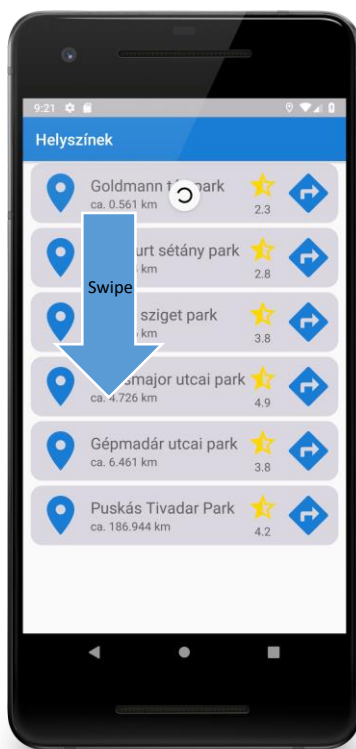 9:21
Helyszínek
Goldmann park
ca. 0.561 km
2.3
sétány park
km
2.8
Swipe
sziget park
km
3.8
utcai park
ca. 4.726 km
4.9
Gépmadár utcai park
ca. 6.461 km
3.8
Puskás Tivadar Park
ca. 186.944 km
4.2